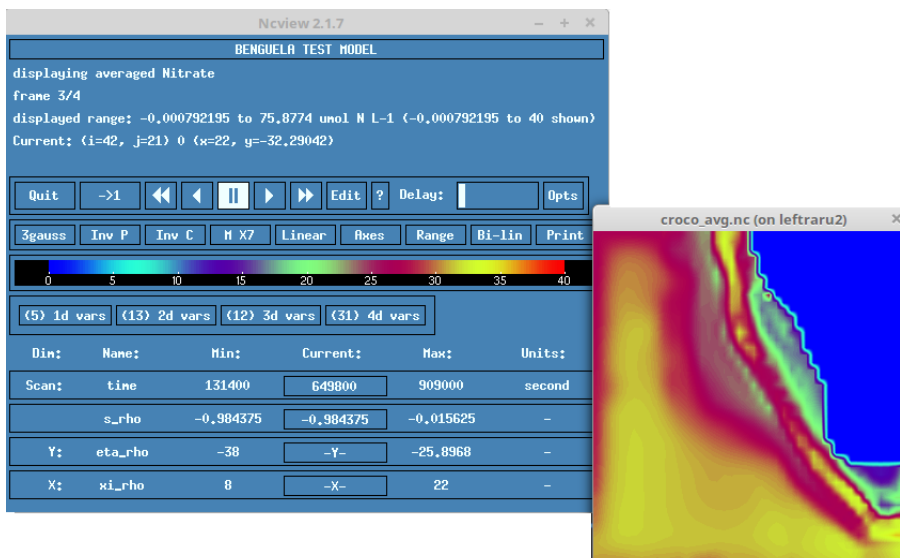 Ncview 2.1.7
BENGUELA TEST MODEL
displaying averaged Nitrate
frame 3/4
displayed range: -0.000792195 to 75.8774 umol N L-1 (-0.000792195 to 40 shown)
Current: (i=42, j=21) 0 (x=22, y=-32.29042)
Quit ->1 Edit ? Delay: Opts
3gauss Inv P Inv C M X7 Linear Axes Range Bi-lin Print
0 5 10 15 20 25 30 35 40
(5) 1d vars (13) 2d vars (12) 3d vars (31) 4d vars
Dim: Name: Min: Current: Max: Units:
Scan: time 131400 649800 909000 second
s_rho -0.984375 -0.984375 -0.015625 -
Y: eta_rho -38 -Y- -25.8968 -
X: xi_rho 8 -X- 22 -
croco_avg.nc (on leftraru2)